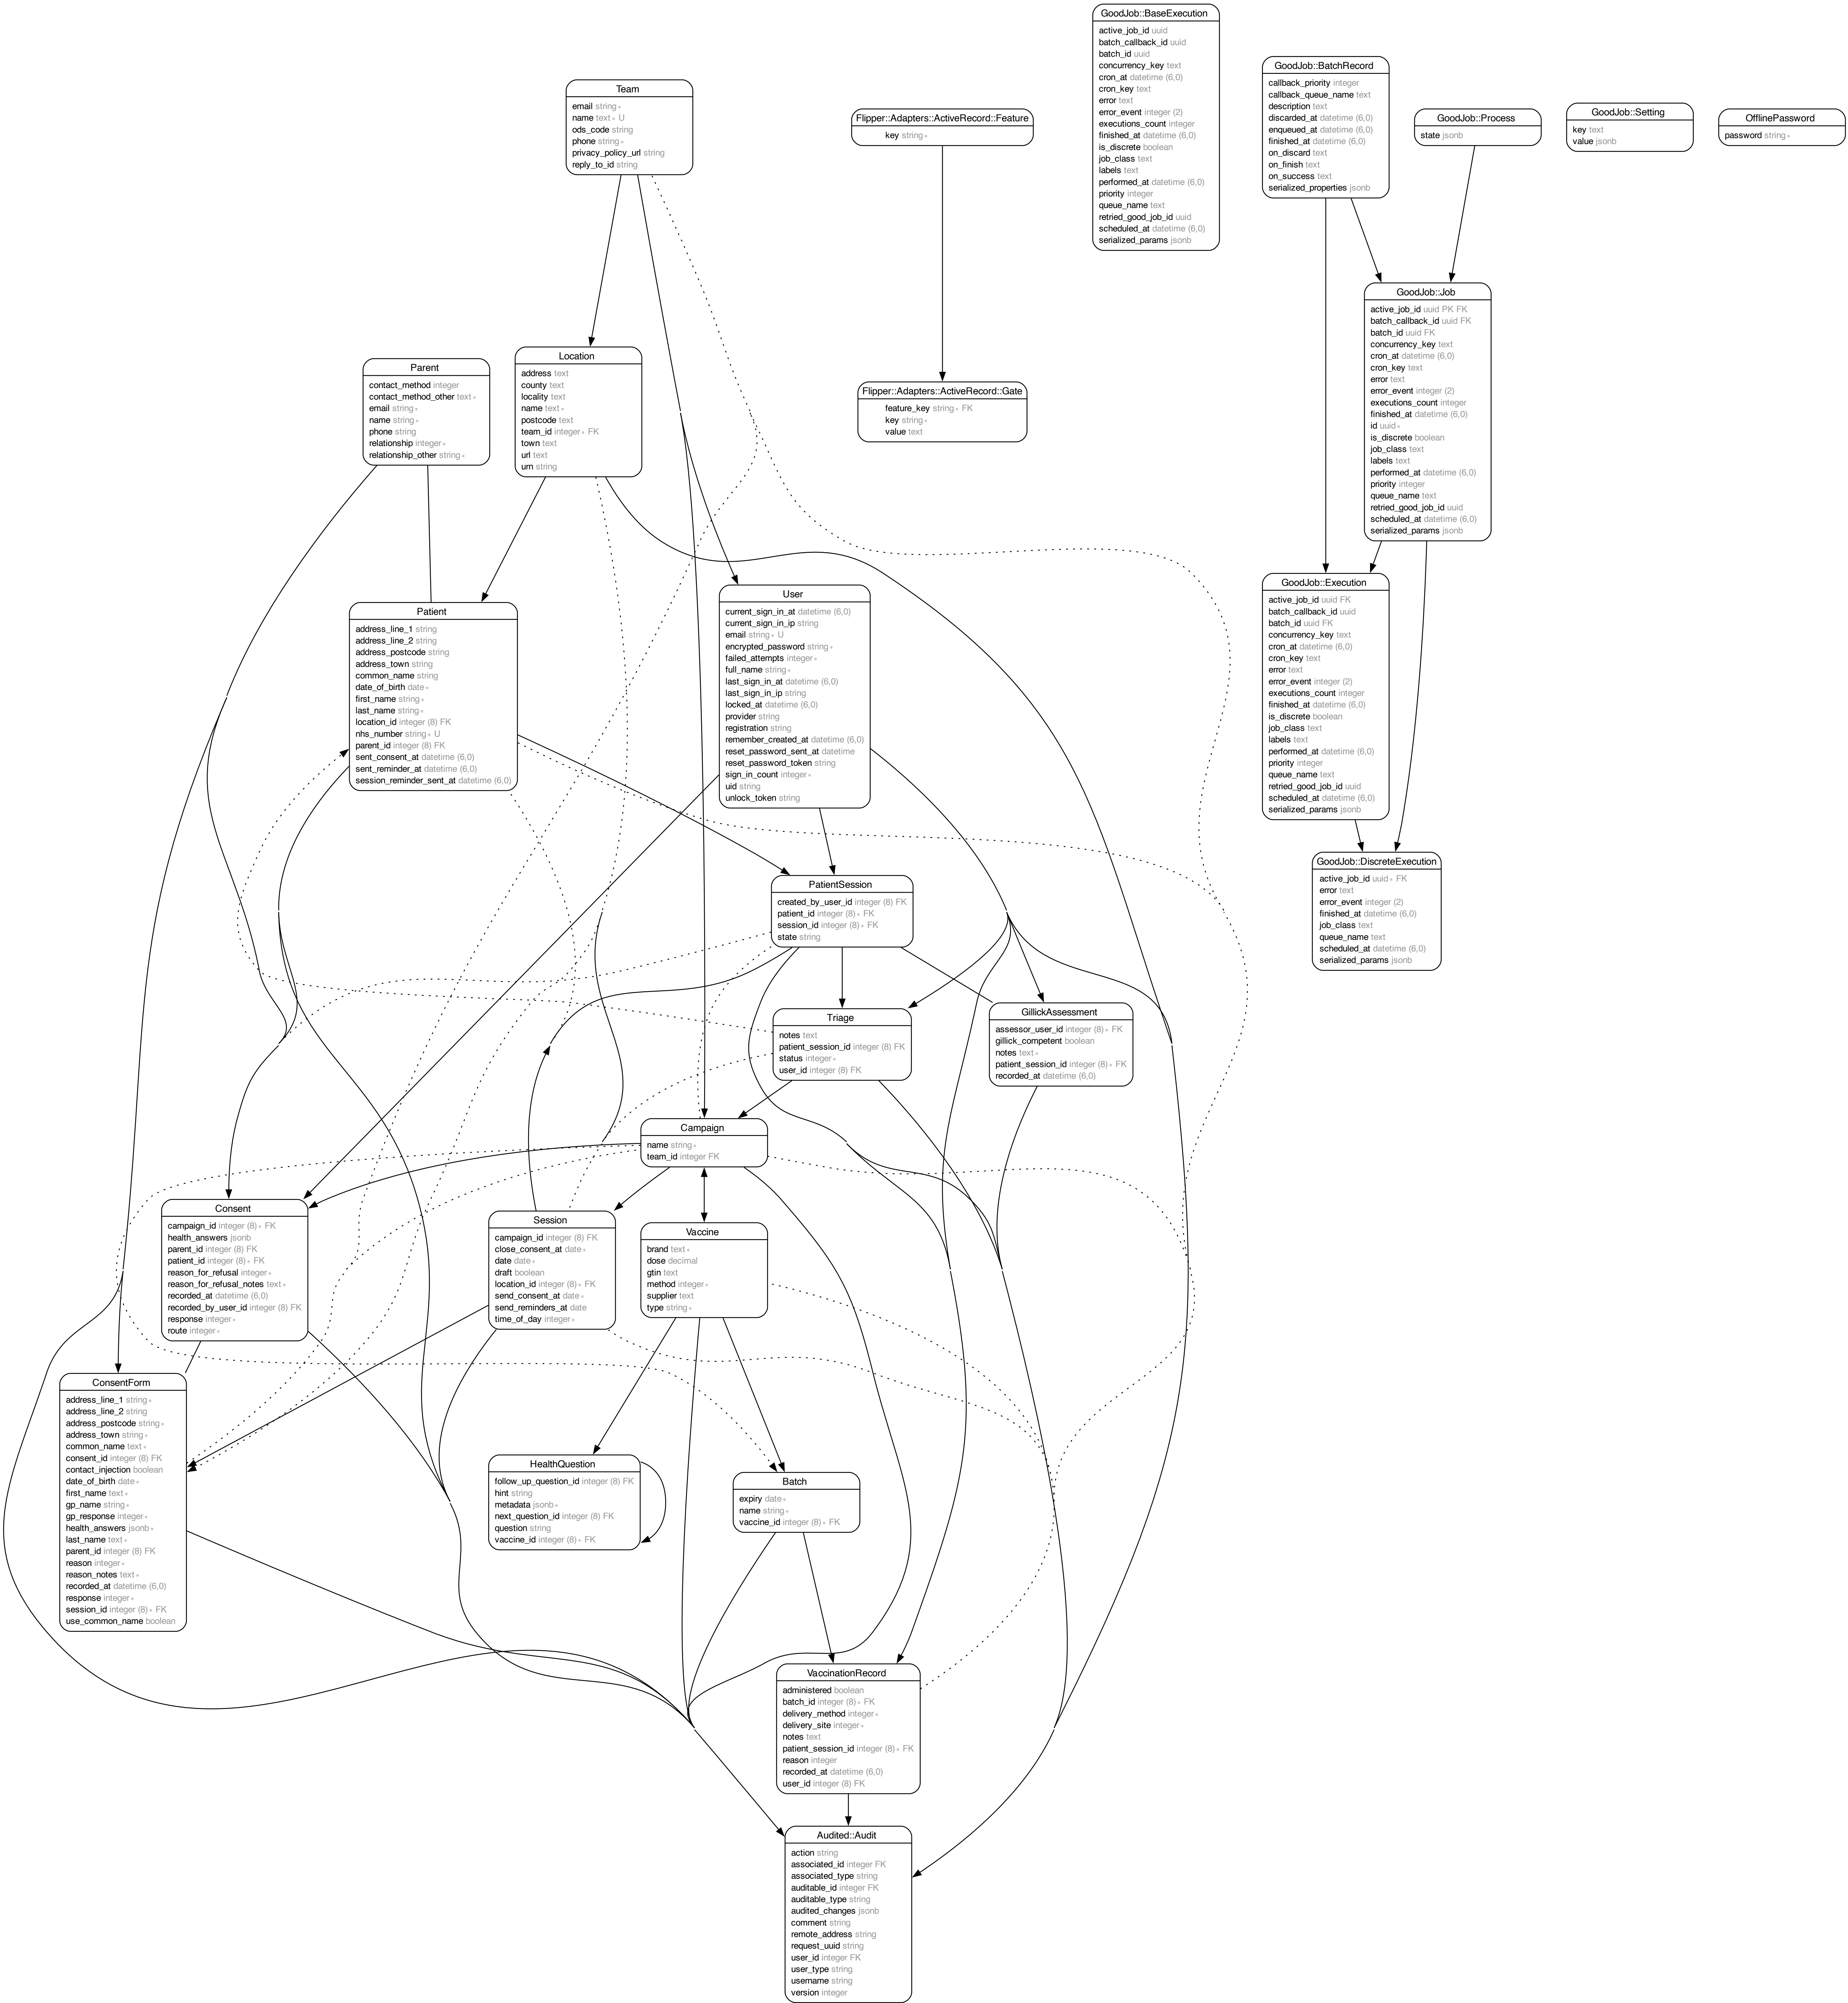 GoodJob::BaseExecution
active_job_id uuid
batch_callback_id uuid
batch_id uuid
concurrency_key text
cron_at datetime (6,0)
cron_key text
error text
error_event integer (2)
executions_count integer
finished_at datetime (6,0)
is_discrete boolean
job_class text
labels text
performed_at datetime (6,0)
priority integer
queue_name text
retried_good_job_id uuid
scheduled_at datetime (6,0)
serialized_params jsonb
GoodJob::BatchRecord
callback_priority integer
callback_queue_name text
description text
discarded_at datetime (6,0)
enqueued_at datetime (6,0)
finished_at datetime (6,0)
on_discard text
on_finish text
on_success text
serialized_properties jsonb
Team
email string∗
name text∗ U
ods_code string
phone string∗
privacy_policy_url string
reply_to_id string
Flipper::Adapters::ActiveRecord::Feature
key string∗
GoodJob::Process
state jsonb
GoodJob::Setting
key text
value jsonb
OfflinePassword
password string∗
GoodJob::Job
active_job_id uuid PK FK
batch_callback_id uuid FK
batch_id uuid FK
concurrency_key text
cron_at datetime (6,0)
cron_key text
error text
error_event integer (2)
executions_count integer
finished_at datetime (6,0)
id uuid∗
is_discrete boolean
job_class text
labels text
performed_at datetime (6,0)
priority integer
queue_name text
retried_good_job_id uuid
scheduled_at datetime (6,0)
serialized_params jsonb
Parent
contact_method integer
contact_method_other text∗
email string∗
name string∗
phone string
relationship integer∗
relationship_other string∗
Location
address text
county text
locality text
name text∗
postcode text
team_id integer∗ FK
town text
url text
urn string
Flipper::Adapters::ActiveRecord::Gate
feature_key string∗ FK
key string∗
value text
Patient
address_line_1 string
address_line_2 string
address_postcode string
address_town string
common_name string
date_of_birth date∗
first_name string∗
last_name string∗
location_id integer (8) FK
nhs_number string∗ U
parent_id integer (8) FK
sent_consent_at datetime (6,0)
sent_reminder_at datetime (6,0)
session_reminder_sent_at datetime (6,0)
User
current_sign_in_at datetime (6,0)
current_sign_in_ip string
email string∗ U
encrypted_password string∗
failed_attempts integer∗
full_name string∗
last_sign_in_at datetime (6,0)
last_sign_in_ip string
locked_at datetime (6,0)
provider string
registration string
remember_created_at datetime (6,0)
reset_password_sent_at datetime
reset_password_token string
sign_in_count integer∗
uid string
unlock_token string
GoodJob::Execution
active_job_id uuid FK
batch_callback_id uuid
batch_id uuid FK
concurrency_key text
cron_at datetime (6,0)
cron_key text
error text
error_event integer (2)
executions_count integer
finished_at datetime (6,0)
is_discrete boolean
job_class text
labels text
performed_at datetime (6,0)
priority integer
queue_name text
retried_good_job_id uuid
scheduled_at datetime (6,0)
serialized_params jsonb
GoodJob::DiscreteExecution
active_job_id uuid∗ FK
error text
error_event integer (2)
finished_at datetime (6,0)
job_class text
queue_name text
scheduled_at datetime (6,0)
serialized_params jsonb
PatientSession
created_by_user_id integer (8) FK
patient_id integer (8)∗ FK
session_id integer (8)∗ FK
state string
Triage
notes text
patient_session_id integer (8) FK
status integer∗
user_id integer (8) FK
GillickAssessment
assessor_user_id integer (8)∗ FK
gillick_competent boolean
notes text∗
patient_session_id integer (8)∗ FK
recorded_at datetime (6,0)
Campaign
name string∗
team_id integer FK
Consent
campaign_id integer (8)∗ FK
health_answers jsonb
parent_id integer (8) FK
patient_id integer (8)∗ FK
reason_for_refusal integer∗
reason_for_refusal_notes text∗
recorded_at datetime (6,0)
recorded_by_user_id integer (8) FK
response integer∗
route integer∗
Session
campaign_id integer (8) FK
close_consent_at date∗
date date∗
draft boolean
location_id integer (8)∗ FK
send_consent_at date∗
send_reminders_at date
time_of_day integer∗
Vaccine
brand text∗
dose decimal
gtin text
method integer∗
supplier text
type string∗
ConsentForm
address_line_1 string∗
address_line_2 string
address_postcode string∗
address_town string∗
common_name text∗
consent_id integer (8) FK
contact_injection boolean
date_of_birth date∗
first_name text∗
gp_name string∗
gp_response integer∗
health_answers jsonb∗
last_name text∗
parent_id integer (8) FK
reason integer∗
reason_notes text∗
recorded_at datetime (6,0)
response integer∗
session_id integer (8)∗ FK
use_common_name boolean
HealthQuestion
follow_up_question_id integer (8) FK
hint string
metadata jsonb∗
next_question_id integer (8) FK
question string
vaccine_id integer (8)∗ FK
Batch
expiry date∗
name string∗
vaccine_id integer (8)∗ FK
VaccinationRecord
administered boolean
batch_id integer (8)∗ FK
delivery_method integer∗
delivery_site integer∗
notes text
patient_session_id integer (8)∗ FK
reason integer
recorded_at datetime (6,0)
user_id integer (8) FK
Audited::Audit
action string
associated_id integer FK
associated_type string
auditable_id integer FK
auditable_type string
audited_changes jsonb
comment string
remote_address string
request_uuid string
user_id integer FK
user_type string
username string
version integer